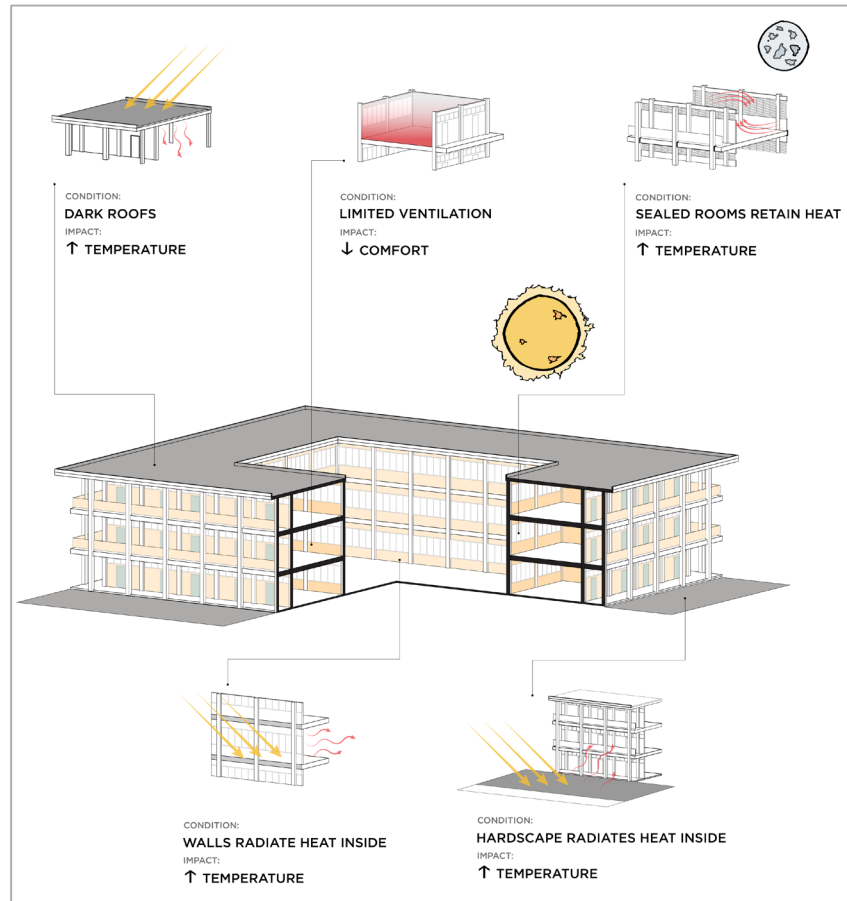 CONDITION:
DARK ROOFS
IMPACT:
↑ TEMPERATURE
CONDITION:
LIMITED VENTILATION
IMPACT:
↓ COMFORT
CONDITION:
SEALED ROOMS RETAIN HEAT
IMPACT:
↑ TEMPERATURE
CONDITION:
WALLS RADIATE HEAT INSIDE
IMPACT:
↑ TEMPERATURE
CONDITION:
HARDSCAPE RADIATES HEAT INSIDE
IMPACT:
↑ TEMPERATURE